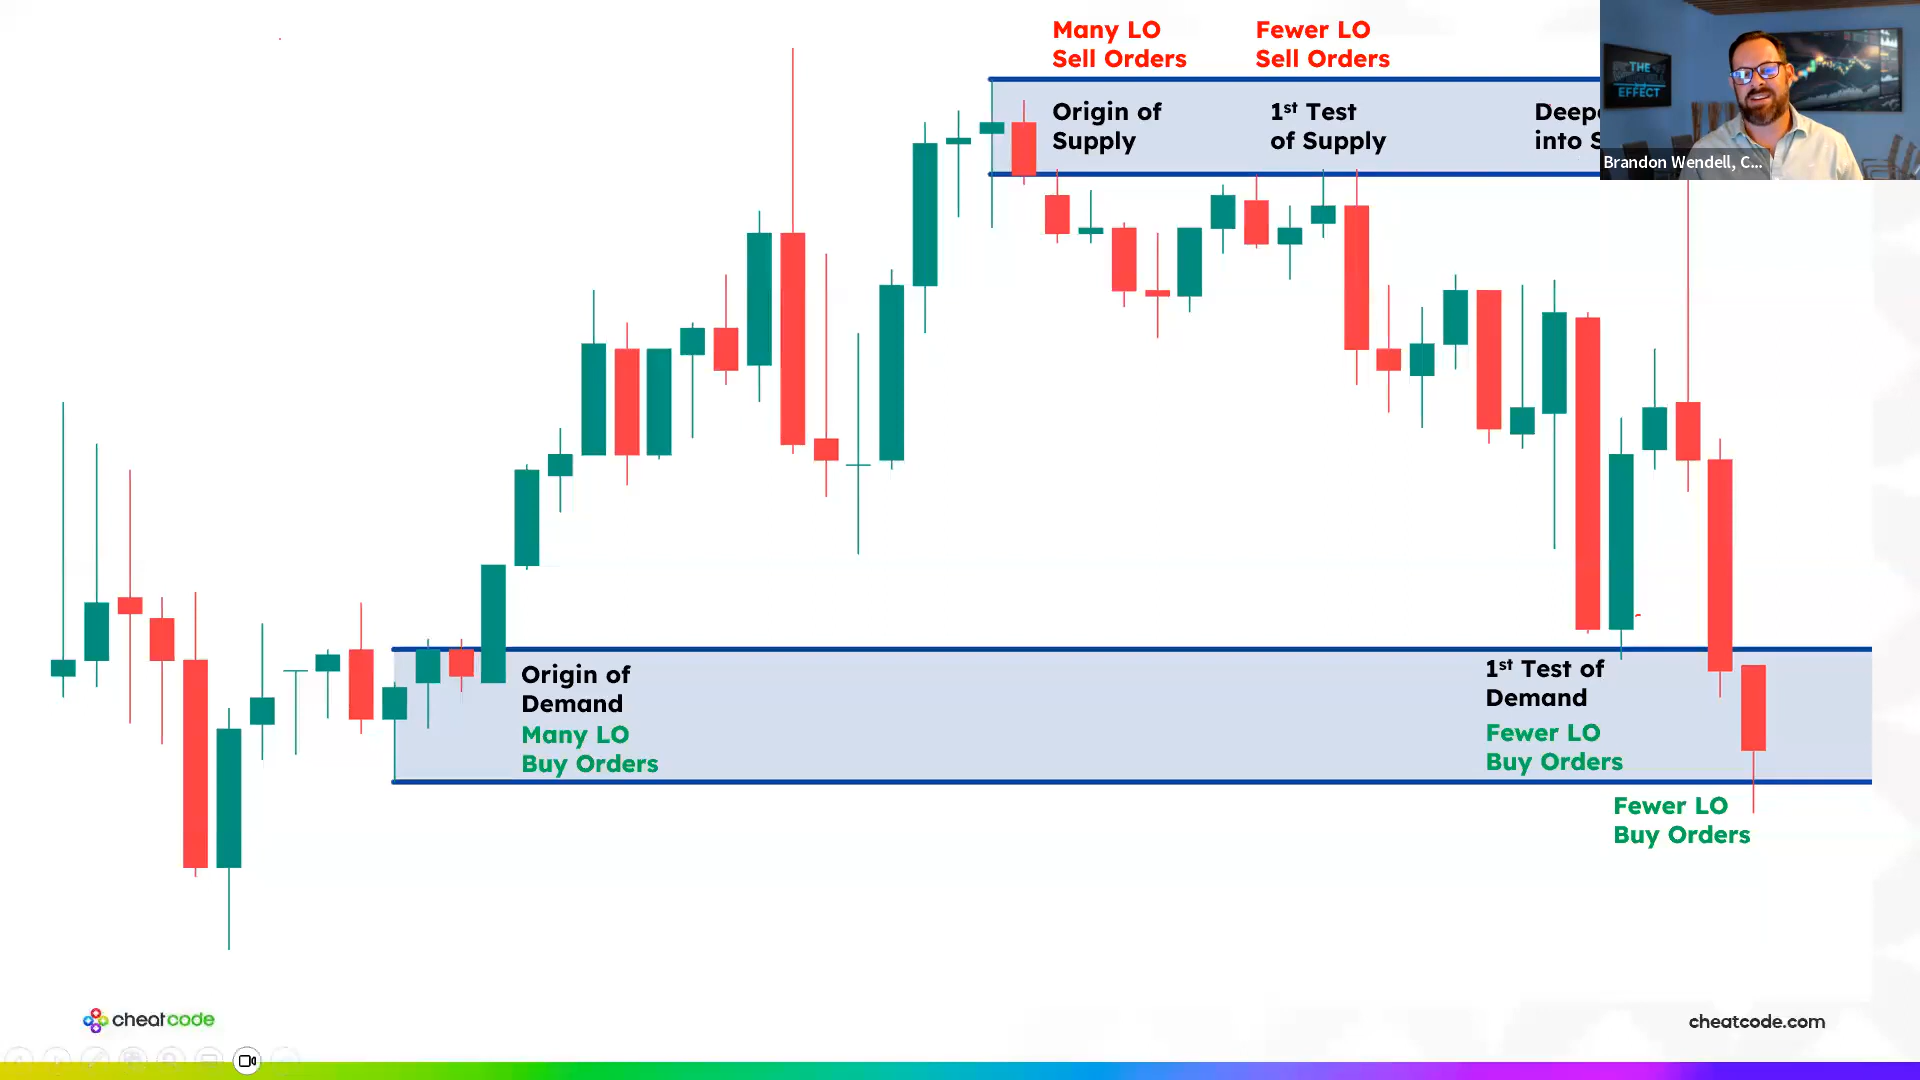 Many LO
Sell Orders
Fewer LO
Sell Orders
Origin of
Supply
1st Test
of Supply
into
THE
EFFECT
Brandon Wendell, C...
Origin of
Demand
Many LO
Buy Orders
1st Test of
Demand
Fewer LO
Buy Orders
Fewer LO
Buy Orders
cheatcode
cheatcode.com